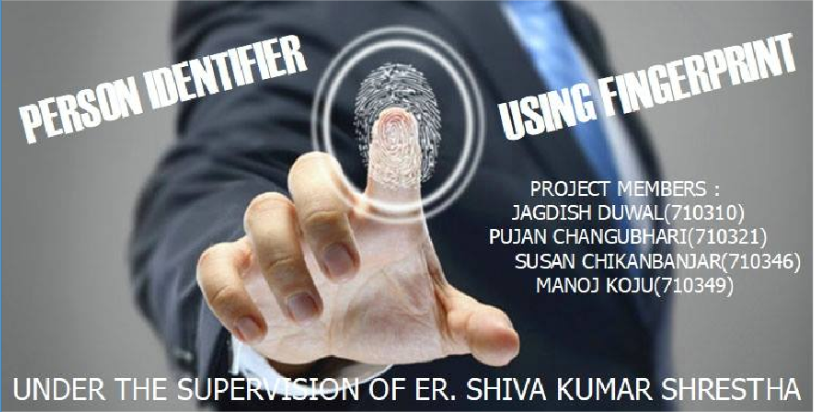 PERSON IDENTIFIER
USING FINGERPRINT
PROJECT MEMBERS :
JAGDISH DUWAL(710310)
PUJAN CHANGUBHARI(710321)
SUSAN CHIKANBANJAR(710346)
MANOJ KOJU(710349)
UNDER THE SUPERVISION OF ER. SHIVA KUMAR SHRESTHA